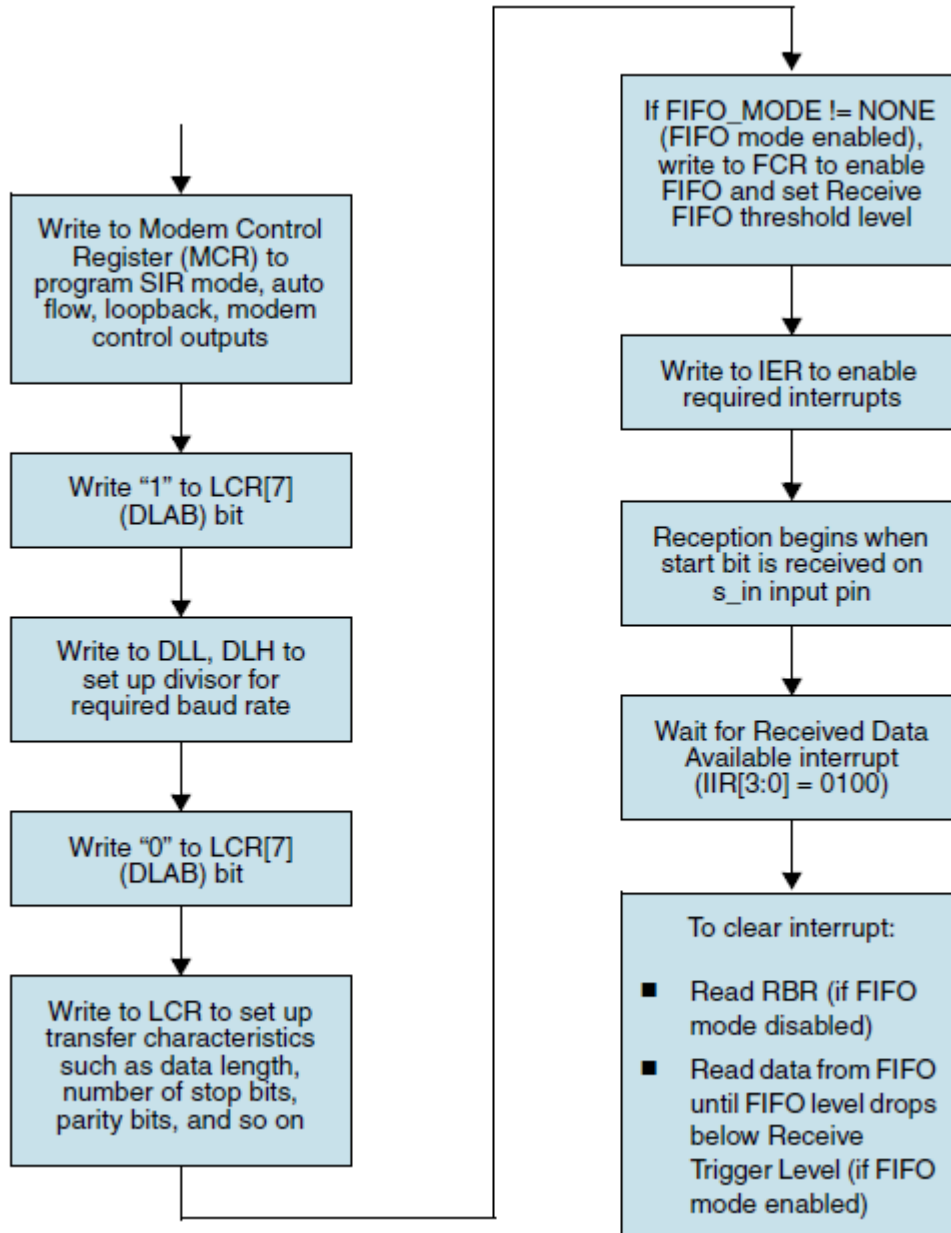 Write to Modem Control
Register (MCR) to
program SIR mode, auto
flow, loopback, modem
control outputs
Write “1” to LCR[7]
(DLAB) bit
Write to DLL, DLH to
set up divisor for
required baud rate
Write “0” to LCR[7]
(DLAB) bit
Write to LCR to set up
transfer characteristics
such as data length,
number of stop bits,
parity bits, and so on
If FIFO_MODE != NONE
(FIFO mode enabled),
write to FCR to enable
FIFO and set Receive
FIFO threshold level
Write to IER to enable
required interrupts
Reception begins when
start bit is received on
s_in input pin
Wait for Received Data
Available interrupt
(IIR[3:0] = 0100)
To clear interrupt:
■ Read RBR (if FIFO
mode disabled)
■ Read data from FIFO
until FIFO level drops
below Receive
Trigger Level (if FIFO
mode enabled)